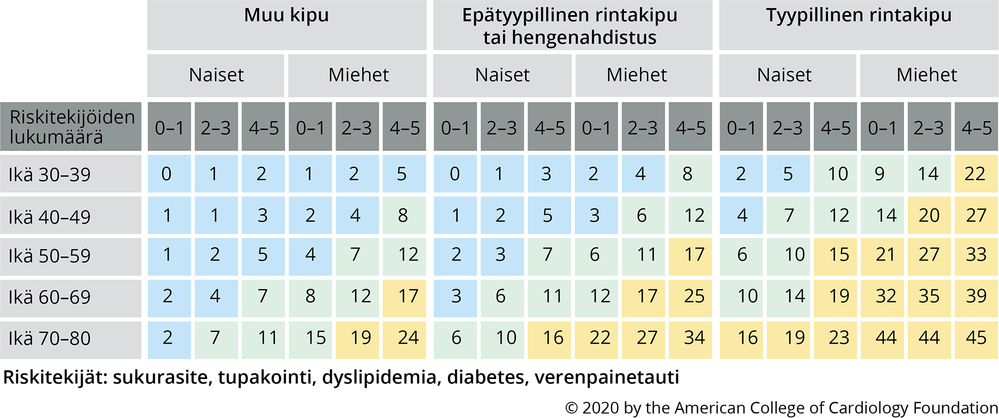 Muu kipu
Epätyypillinen rintakipu
tai hengenahdistus
Tyypillinen rintakipu
Naiset Miehet Naiset Miehet Naiset Miehet
Riskitekijöiden
lukumäärä
0–1 2–3 4–5 0–1 2–3 4–5 0–1 2–3 4–5 0–1 2–3 4–5 0–1 2–3 4–5 0–1 2–3 4–5
Ikä 30–39 0 1 2 1 2 5 0 1 3 2 4 8 2 5 10 9 14 22
Ikä 40–49 1 1 3 2 4 8 1 2 5 3 6 12 4 7 12 14 20 27
Ikä 50–59 1 2 5 4 7 12 2 3 7 6 11 17 6 10 15 21 27 33
Ikä 60–69 2 4 7 8 12 17 3 6 11 12 17 25 10 14 19 32 35 39
Ikä 70–80 2 7 11 15 19 24 6 10 16 22 27 34 16 19 23 44 44 45
Riskitekijät: sukurasite, tupakointi, dyslipidemia, diabetes, verenpainetauti
© 2020 by the American College of Cardiology Foundation